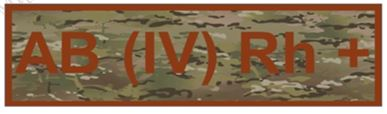 AB (IV) Rh +